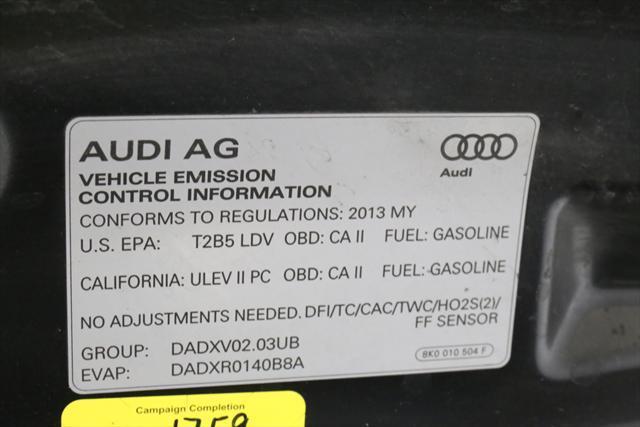 AUDI AG
Audi
VEHICLE EMISSION
CONTROL INFORMATION
CONFORMS TO REGULATIONS: 2013 MY
U.S. EPA: T2B5 LDV OBD: CA II FUEL: GASOLINE
CALIFORNIA: ULEV II PC OBD: CA II FUEL: GASOLINE
NO ADJUSTMENTS NEEDED. DFI/TC/CAC/TWC/HO2S(2)/
FF SENSOR
GROUP: DADXV02.03UB
EVAP: DADXR0140B8A
8K0 010 504 F
Campaign Completion